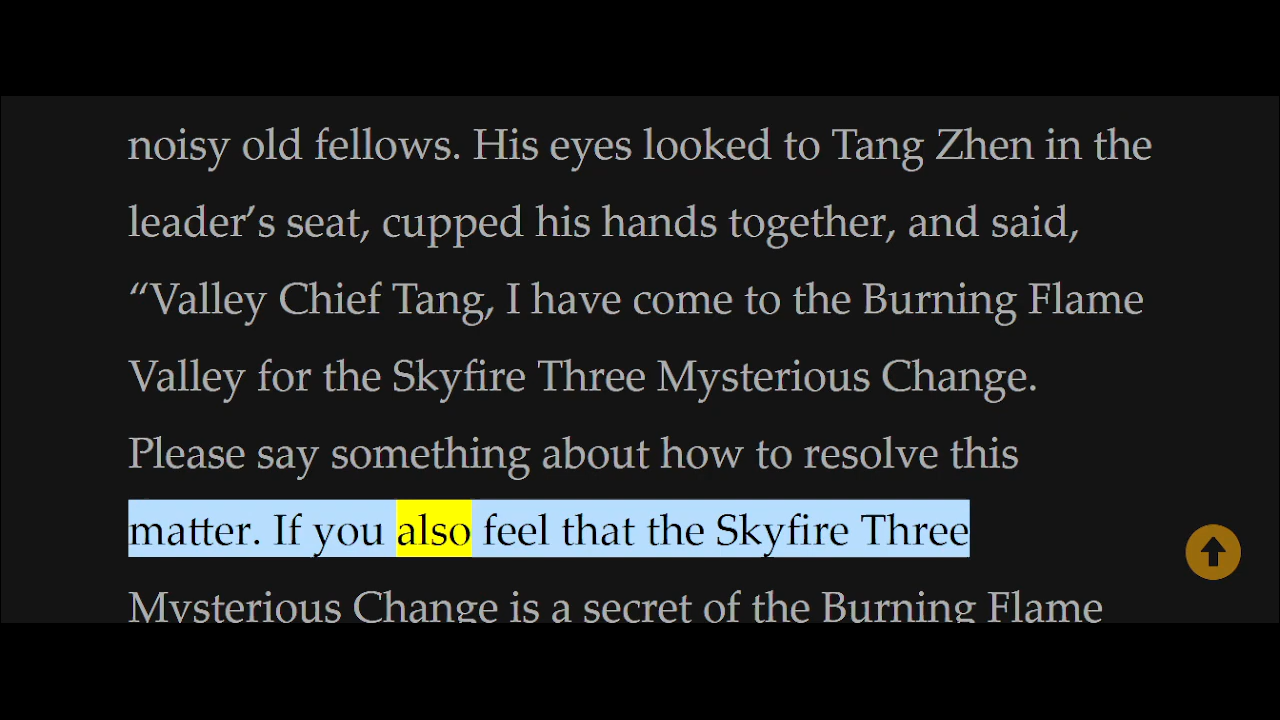 noisy old fellows. His eyes looked to Tang Zhen in the
leader’s seat, cupped his hands together, and said,
“Valley Chief Tang, I have come to the Burning Flame
Valley for the Skyfire Three Mysterious Change.
Please say something about how to resolve this
matter. If you also feel that the Skyfire Three
Mysterious Change is a secret of the Burning Flame